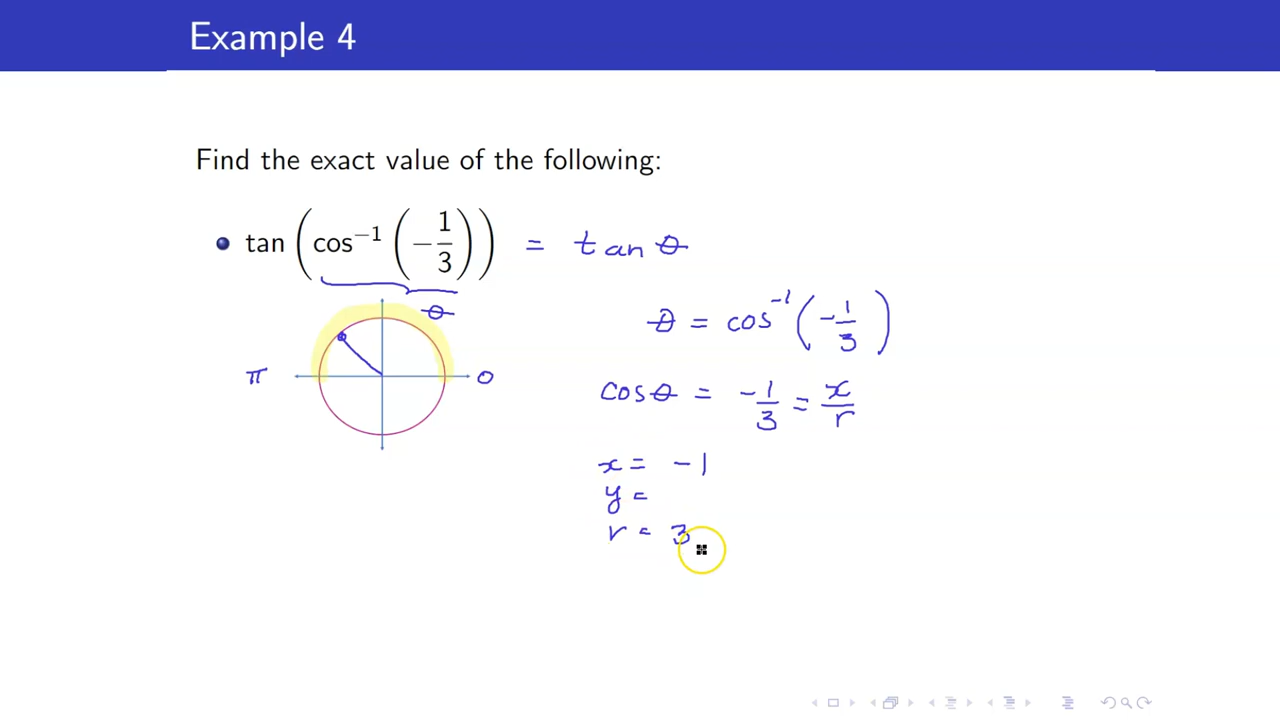 Example 4
Find the exact value of the following:
• tan(cos⁻¹(−1/3)) = tan θ
θ
θ = cos⁻¹(−1/3)
π 0
cos θ = −1/3 = x/r
x = −1
y =
r = 3